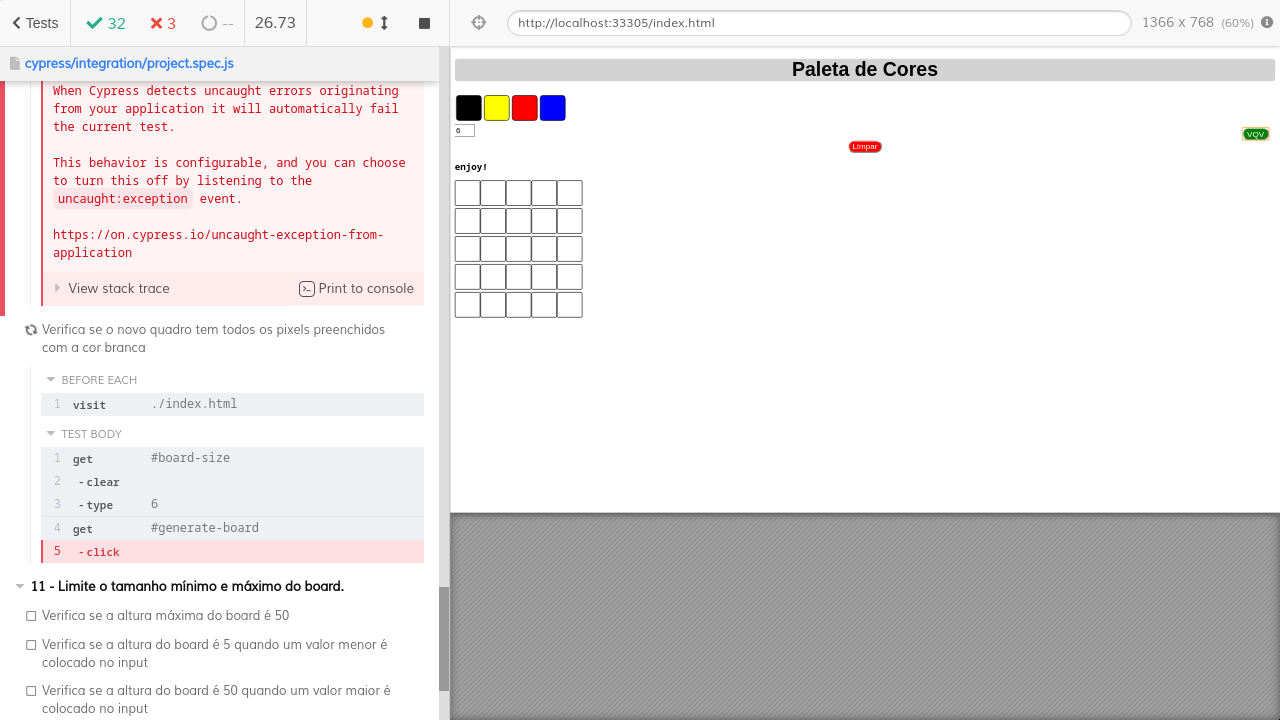 Tests
32
3
--
26.73
http://localhost:33305/index.html
1366 x 768 (60%)
cypress/integration/project.spec.js
When Cypress detects uncaught errors originating
from your application it will automatically fail
the current test.
This behavior is configurable, and you can choose
to turn this off by listening to the
uncaught:exception event.
https://on.cypress.io/uncaught-exception-from-
application
View stack trace
Print to console
Verifica se o novo quadro tem todos os pixels preenchidos
com a cor branca
BEFORE EACH
1 visit ./index.html
TEST BODY
1 get #board-size
2 -clear
3 -type 6
4 get #generate-board
5 -click
11 - Limite o tamanho mínimo e máximo do board.
Verifica se a altura máxima do board é 50
Verifica se a altura do board é 5 quando um valor menor é
colocado no input
Verifica se a altura do board é 50 quando um valor maior é
colocado no input
Paleta de Cores
6
VQV
Limpar
enjoy!